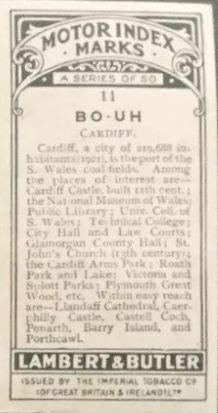 MOTOR INDEX
MARKS
A SERIES OF 50
11
BO-UH
CARDIFF.
Cardiff, a city of 219,688 in-
habitants (1921), is the port of the
S. Wales coal fields. Among
the places of interest are—
Cardiff Castle, built 11th cent.;
the National Museum of Wales;
Public Library; Univ. Coll. of
S. Wales; Technical College;
City Hall and Law Courts;
Glamorgan County Hall; St.
John's Church (13th century);
the Cardiff Arms Park; Roath
Park and Lake; Victoria and
Splott Parks; Plymouth Great
Wood, etc. Within easy reach
are—Llandaff Cathedral, Caer-
philly Castle, Castell Coch,
Penarth, Barry Island, and
Porthcawl.
LAMBERT & BUTLER
ISSUED BY THE IMPERIAL TOBACCO CO
(OF GREAT BRITAIN & IRELAND) LTD